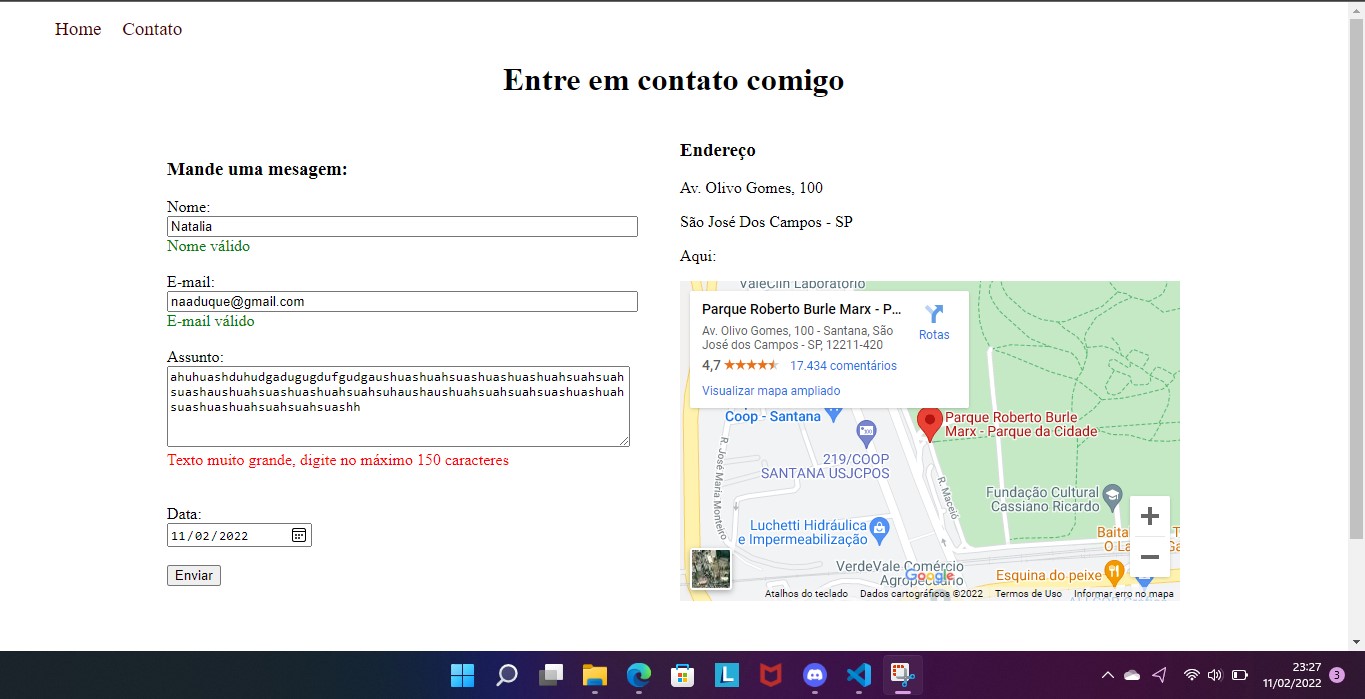 Home Contato
Entre em contato comigo
Mande uma mesagem:
Nome:
Natalia
Nome válido
E-mail:
naaduque@gmail.com
E-mail válido
Assunto:
ahuhuashduhudgadugugdufgudgaushuashuahsuashuashuashuahsuahsuah
suashaushuahsuashuashuahsuahsuhaushaushuahsuahsuahsuashuashuah
suashuashuahsuahsuahsuashh
Texto muito grande, digite no máximo 150 caracteres
Data:
11/02/2022
Enviar
Endereço
Av. Olivo Gomes, 100
São José Dos Campos - SP
Aqui:
ValeClin Laboratório
Parque Roberto Burle Marx - P...
Av. Olivo Gomes, 100 - Santana, São
José dos Campos - SP, 12211-420
Rotas
4,7 17.434 comentários
Visualizar mapa ampliado
Coop - Santana
Parque Roberto Burle
Marx - Parque da Cidade
219/COOP
SANTANA USJCPOS
R. José Maria Monteiro
R. Maceió
Fundação Cultural
Cassiano Ricardo
Luchetti Hidráulica
e Impermeabilização
VerdeVale Comércio
Agropecuário
Google
Esquina do peixe
Atalhos do teclado Dados cartográficos ©2022 Termos de Uso Informar erro no mapa
23:27
11/02/2022
3